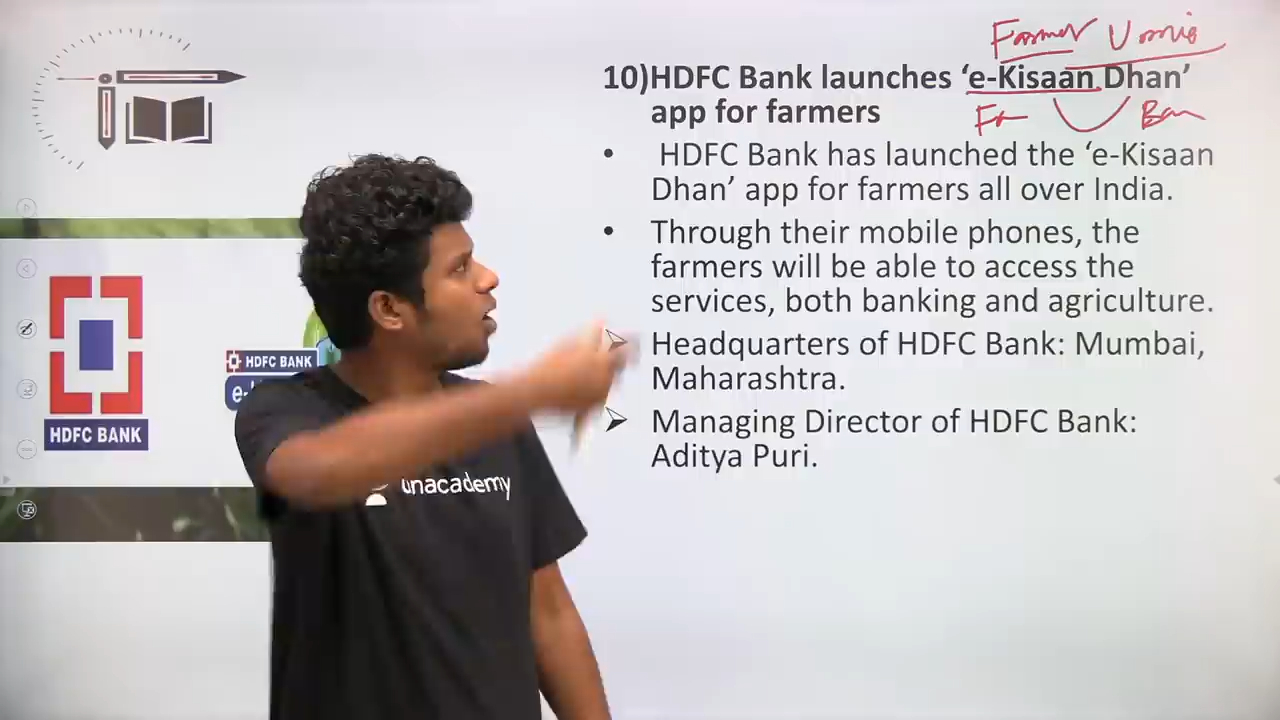 Farmer
10)HDFC Bank launches ‘e-Kisaan Dhan’
app for farmers
• HDFC Bank has launched the ‘e-Kisaan
Dhan’ app for farmers all over India.
• Through their mobile phones, the
farmers will be able to access the
services, both banking and agriculture.
➢ Headquarters of HDFC Bank: Mumbai,
Maharashtra.
➢ Managing Director of HDFC Bank:
Aditya Puri.
HDFC BANK
HDFC BANK
unacademy